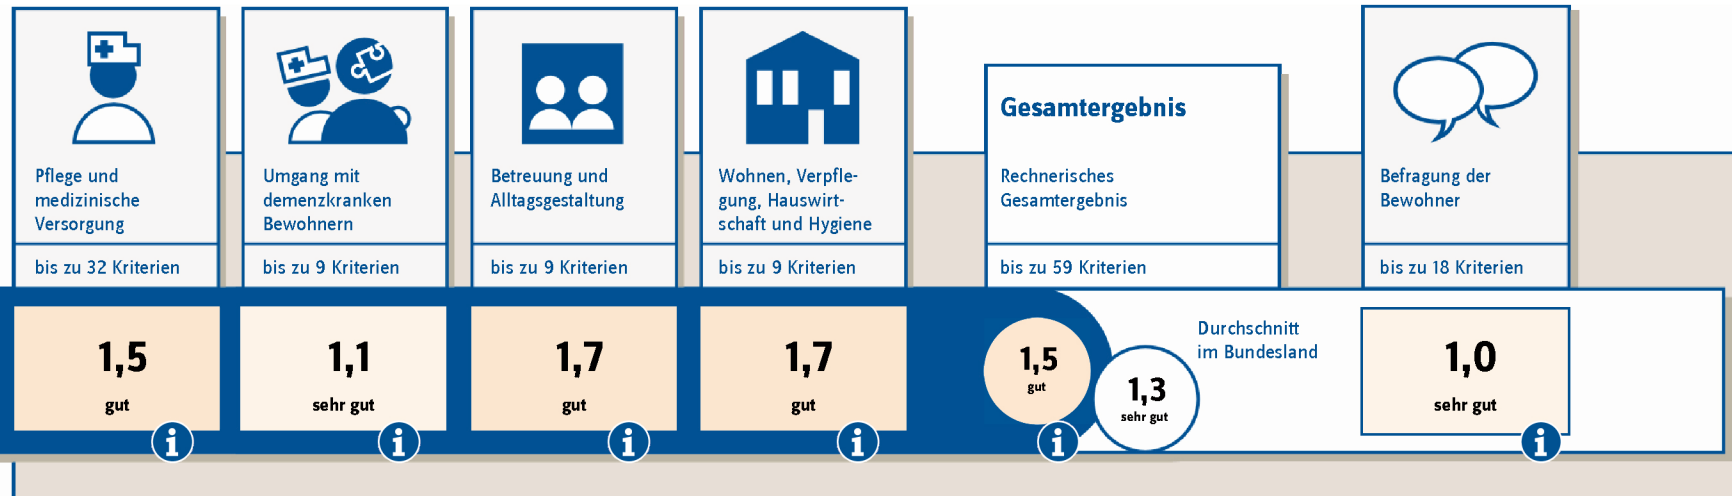 Pflege und
medizinische
Versorgung
bis zu 32 Kriterien
1,5
gut
i
Umgang mit
demenzkranken
Bewohnern
bis zu 9 Kriterien
1,1
sehr gut
i
Betreuung und
Alltagsgestaltung
bis zu 9 Kriterien
1,7
gut
i
Wohnen, Verpfle-
gung, Hauswirt-
schaft und Hygiene
bis zu 9 Kriterien
1,7
gut
i
Gesamtergebnis
Rechnerisches
Gesamtergebnis
bis zu 59 Kriterien
1,5
gut
i
1,3
sehr gut
Durchschnitt
im Bundesland
Befragung der
Bewohner
bis zu 18 Kriterien
1,0
sehr gut
i